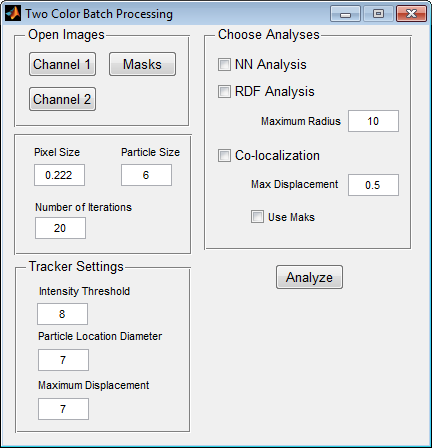 Two Color Batch Processing
Open Images
Channel 1 Masks
Channel 2
Pixel Size Particle Size
0.222 6
Number of Iterations
20
Tracker Settings
Intensity Threshold
8
Particle Location Diameter
7
Maximum Displacement
7
Choose Analyses
NN Analysis
RDF Analysis
Maximum Radius 10
Co-localization
Max Displacement 0.5
Use Maks
Analyze